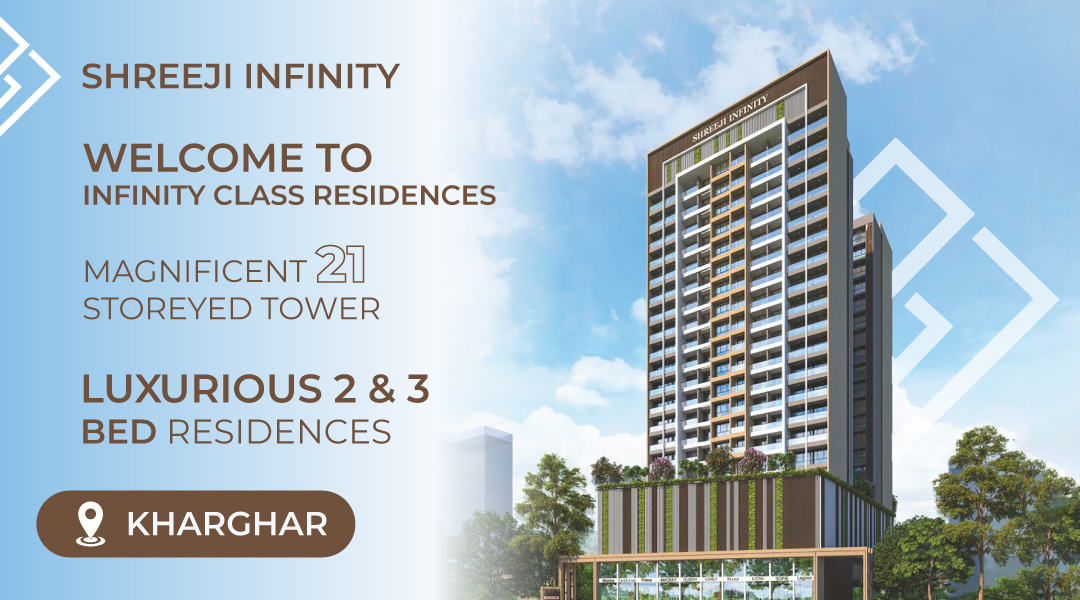 SHREEJI INFINITY
WELCOME TO
INFINITY CLASS RESIDENCES
MAGNIFICENT 21
STOREYED TOWER
LUXURIOUS 2 & 3
BED RESIDENCES
KHARGHAR
SHREEJI INFINITY